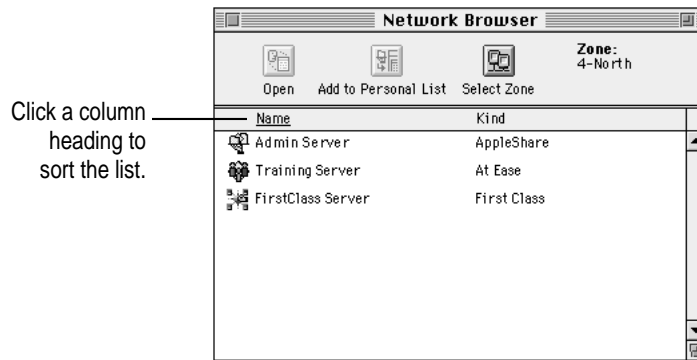 Network Browser
Open
Add to Personal List
Select Zone
Zone:
4-North
Click a column
heading to
sort the list.
Name Kind
Admin Server AppleShare
Training Server At Ease
FirstClass Server First Class